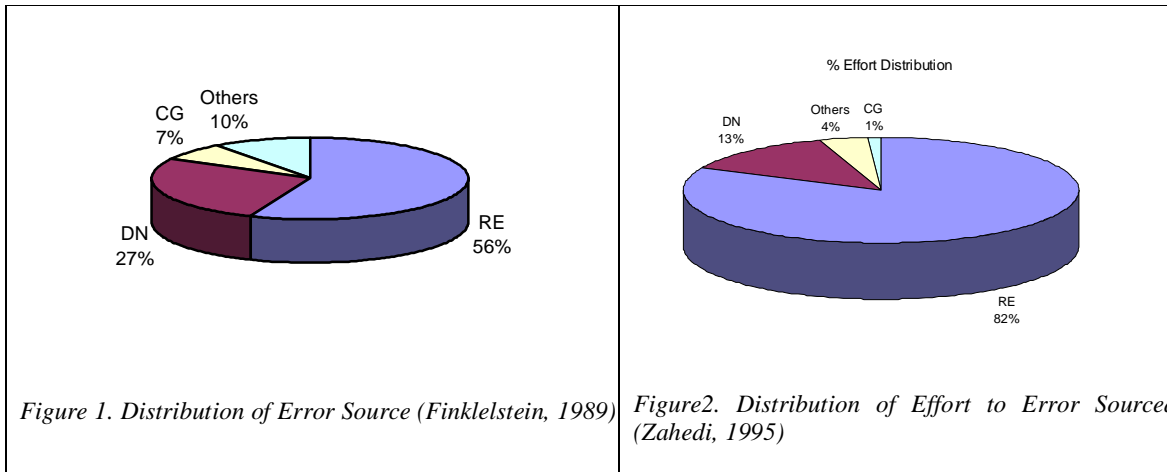 Others
10%
CG
7%
DN
27%
RE
56%
Figure 1. Distribution of Error Source (Finklelstein, 1989)
% Effort Distribution
DN
13%
Others
4%
CG
1%
RE
82%
Figure2. Distribution of Effort to Error Sourced
(Zahedi, 1995)